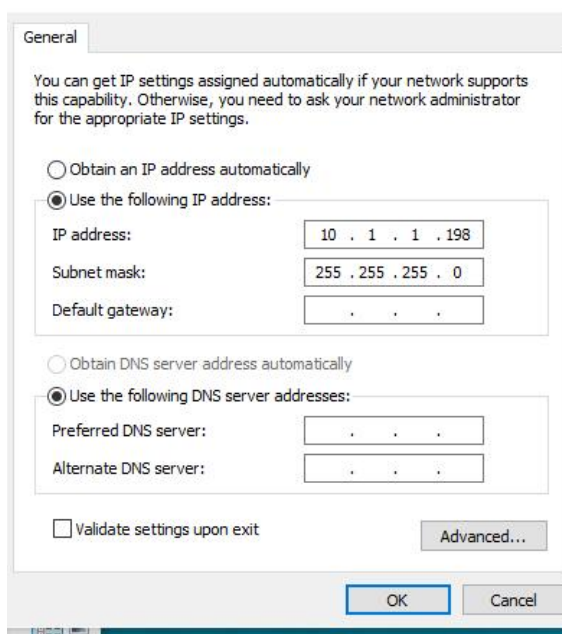 General
You can get IP settings assigned automatically if your network supports
this capability. Otherwise, you need to ask your network administrator
for the appropriate IP settings.
Obtain an IP address automatically
Use the following IP address:
IP address: 10 . 1 . 1 . 198
Subnet mask: 255 . 255 . 255 . 0
Default gateway: . . .
Obtain DNS server address automatically
Use the following DNS server addresses:
Preferred DNS server: . . .
Alternate DNS server: . . .
Validate settings upon exit
Advanced...
OK Cancel